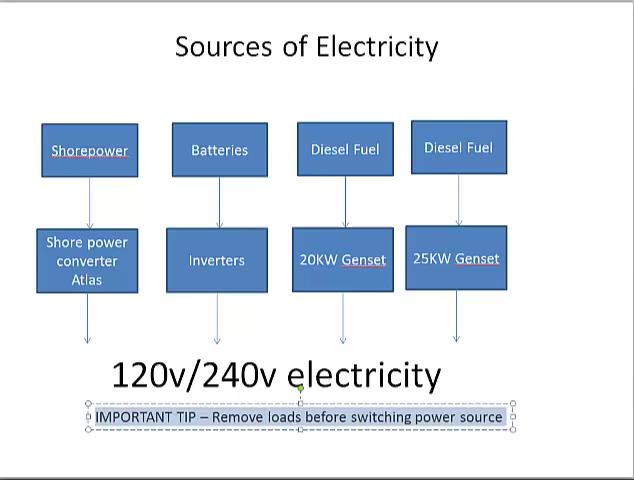 Sources of Electricity
Shorepower
Batteries
Diesel Fuel
Diesel Fuel
Shore power
converter
Atlas
Inverters
20KW Genset
25KW Genset
120v/240v electricity
IMPORTANT TIP – Remove loads before switching power source